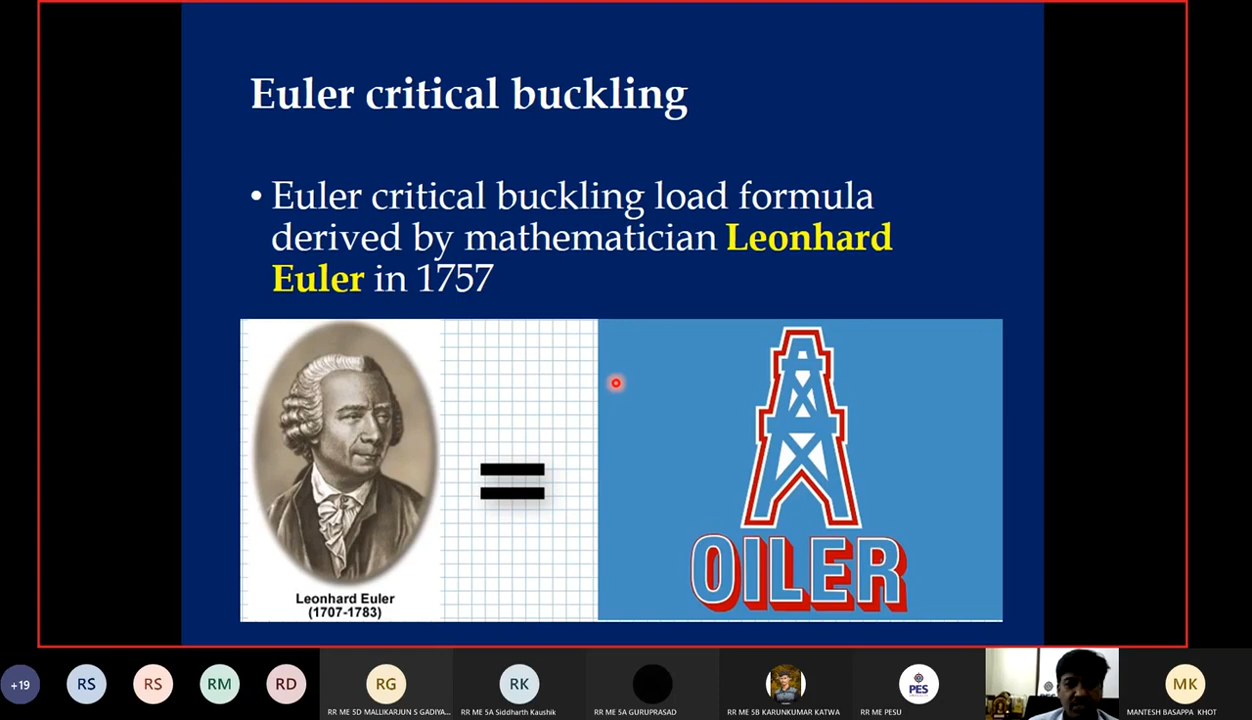 Euler critical buckling
• Euler critical buckling load formula
derived by mathematician Leonhard
Euler in 1757
Leonhard Euler
(1707-1783)
=
OILER
+19
RS
RS
RM
RD
RG
RK
PES
MK
RR ME 5D MALLIKARJUN S GADIYA...
RR ME 5A Siddharth Kaushik
RR ME 5A GURUPRASAD
RR ME 5B KARUNKUMAR KATWA
RR ME PESU
MANTESH BASAPPA KHOT